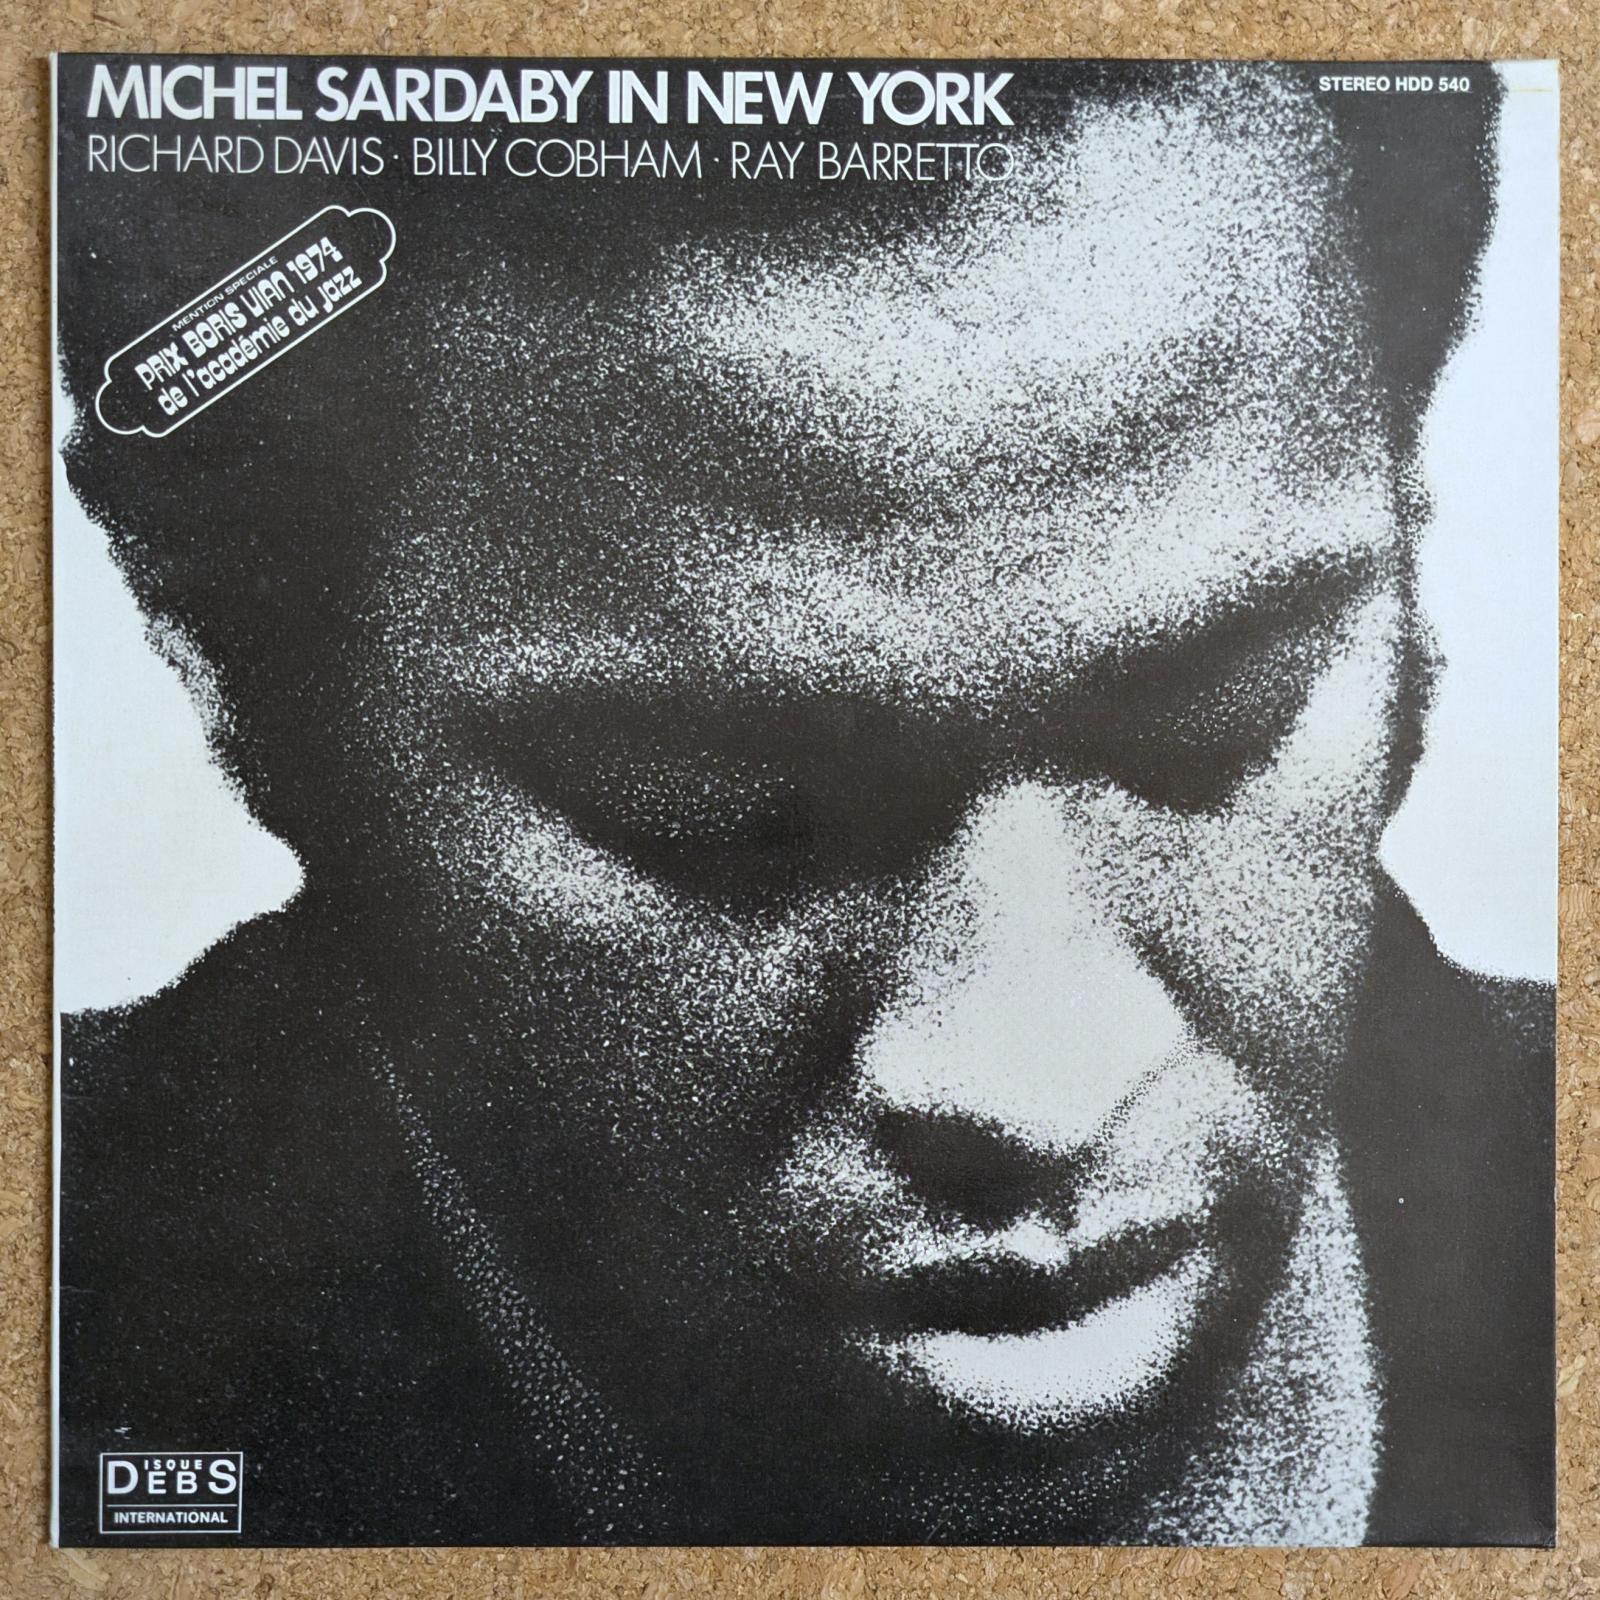 MICHEL SARDABY IN NEW YORK
STEREO HDD 540
RICHARD DAVIS · BILLY COBHAM · RAY BARRETTO
MENTION SPECIALE
PRIX BORIS VIAN 1974
de l'académie du jazz
DISQUE DEBS
INTERNATIONAL